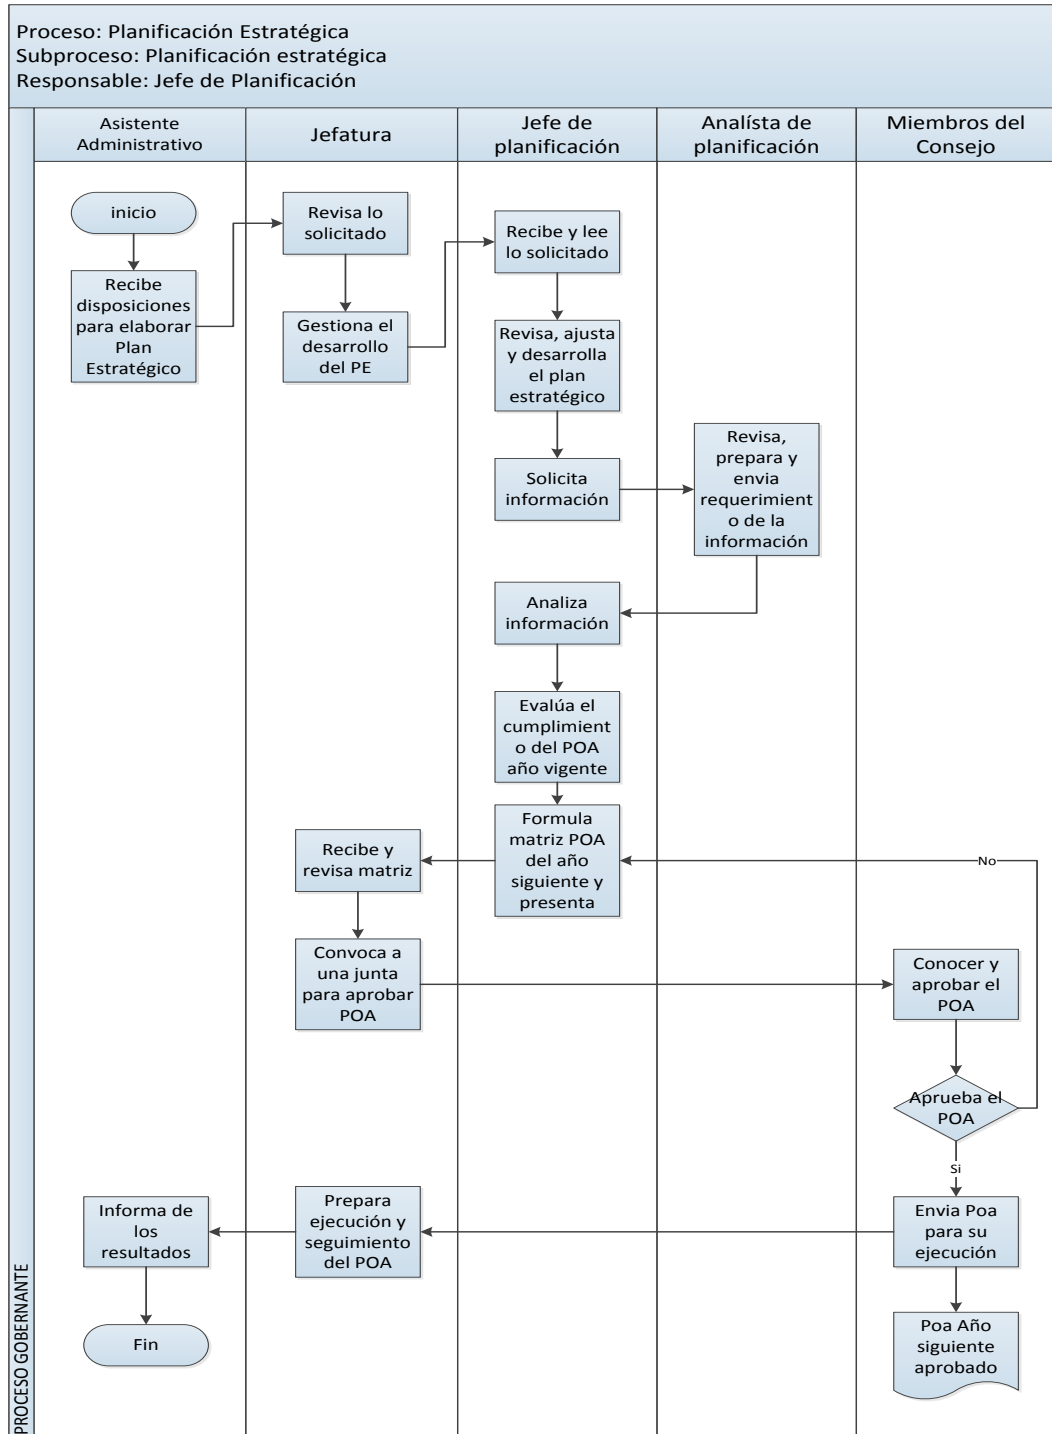 Proceso: Planificación Estratégica
Subproceso: Planificación estratégica
Responsable: Jefe de Planificación
Asistente
Administrativo
Jefatura
Jefe de
planificación
Analísta de
planificación
Miembros del
Consejo
inicio
Recibe
disposiciones
para elaborar
Plan
Estratégico
Revisa lo
solicitado
Gestiona el
desarrollo
del PE
Recibe y lee
lo solicitado
Revisa, ajusta
y desarrolla
el plan
estratégico
Solicita
información
Revisa,
prepara y
envia
requerimient
o de la
información
Analiza
información
Evalúa el
cumplimient
o del POA
año vigente
Formula
matriz POA
del año
siguiente y
presenta
Recibe y
revisa matriz
Convoca a
una junta
para aprobar
POA
Conocer y
aprobar el
POA
Aprueba el
POA
No
Si
Envia Poa
para su
ejecución
Poa Año
siguiente
aprobado
Prepara
ejecución y
seguimiento
del POA
Informa de
los
resultados
Fin
PROCESO GOBERNANTE